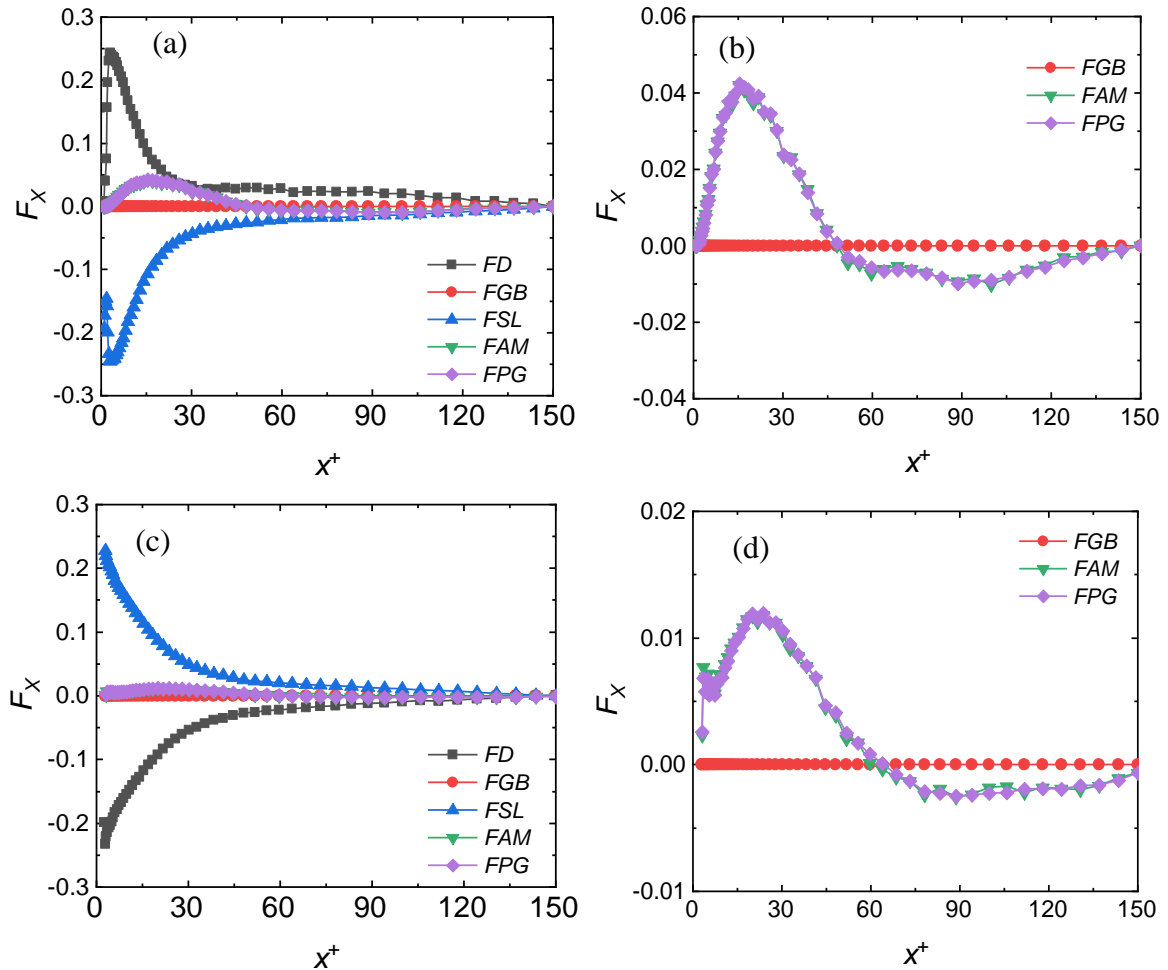 (a)
F_X
0.3
0.2
0.1
0.0
-0.1
-0.2
-0.3
FD
FGB
FSL
FAM
FPG
0 30 60 90 120 150
x⁺
(b)
F_X
0.06
0.04
0.02
0.00
-0.02
-0.04
FGB
FAM
FPG
0 30 60 90 120 150
x⁺
(c)
F_X
0.3
0.2
0.1
0.0
-0.1
-0.2
-0.3
FD
FGB
FSL
FAM
FPG
0 30 60 90 120 150
x⁺
(d)
F_X
0.02
0.01
0.00
-0.01
FGB
FAM
FPG
0 30 60 90 120 150
x⁺